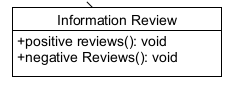 Information Review
+positive reviews(): void
+negative Reviews(): void